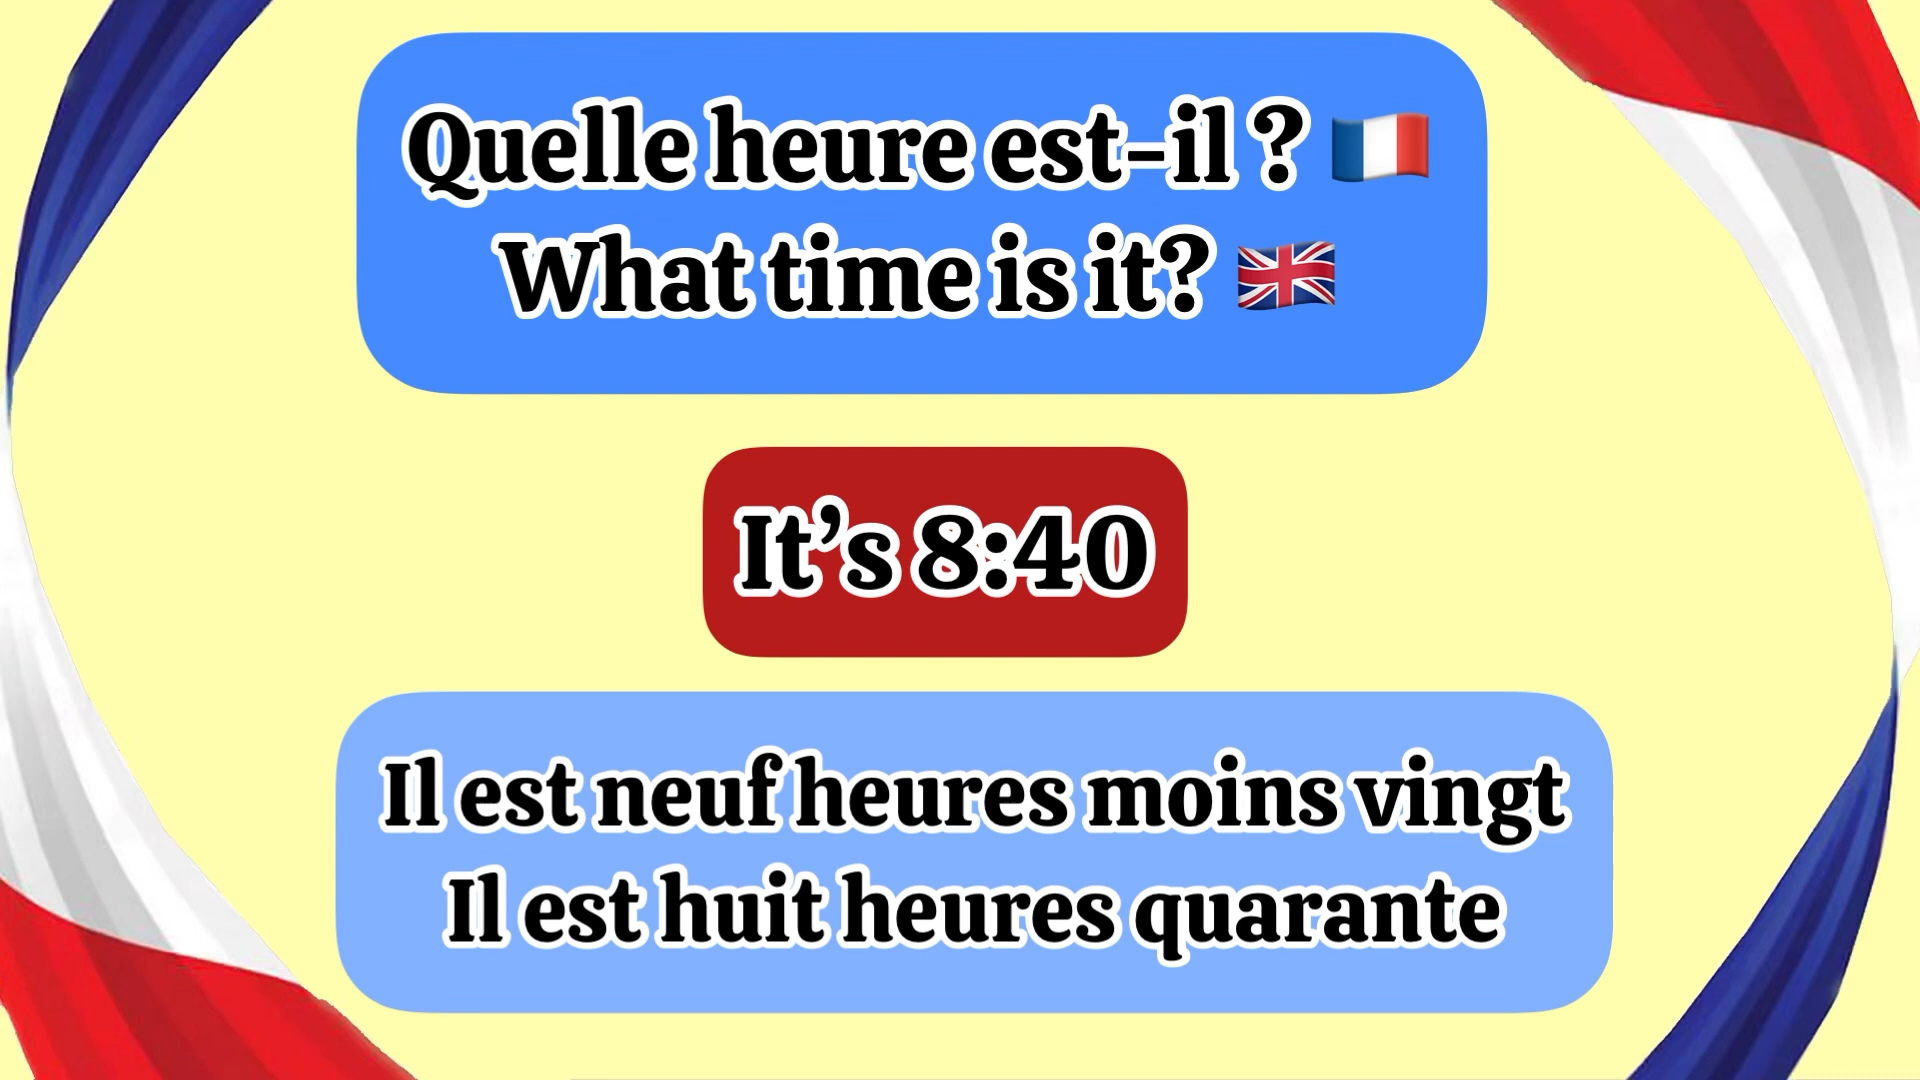 Quelle heure est-il ? 🇫🇷
What time is it? 🇬🇧
It’s 8:40
Il est neuf heures moins vingt
Il est huit heures quarante